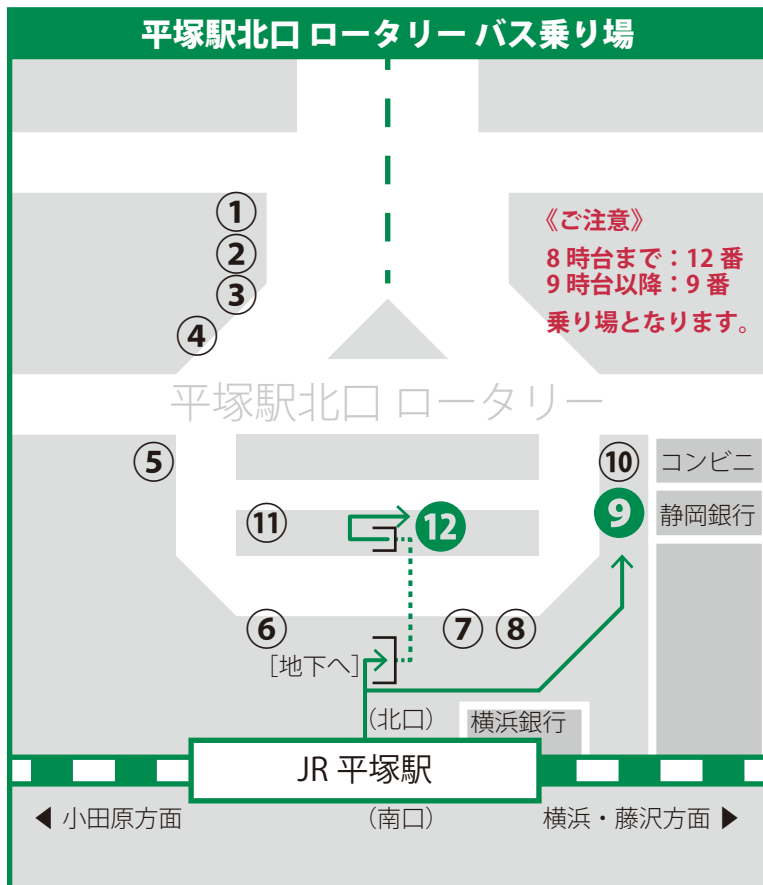 平塚駅北口 ロータリー バス乗り場
①
②
③
④
《ご注意》
8時台まで:12番
9時台以降:9番
乗り場となります。
平塚駅北口 ロータリー
⑤
⑩
コンビニ
⑪
12
9
静岡銀行
⑥
⑦
⑧
[地下へ]
(北口)
横浜銀行
JR 平塚駅
◀ 小田原方面
(南口)
横浜・藤沢方面 ▶